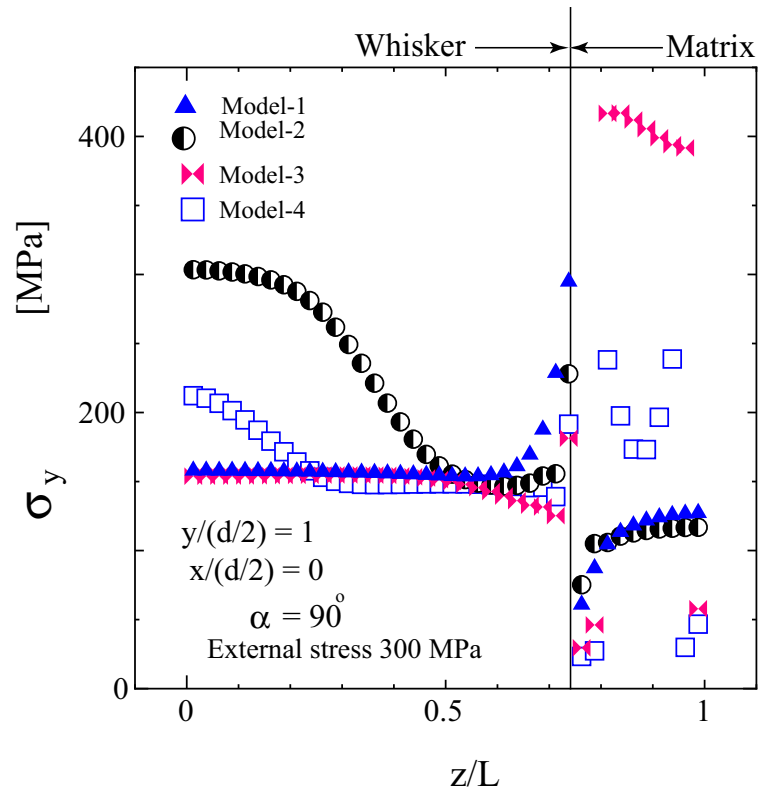 Whisker Matrix
Model-1
Model-2
Model-3
Model-4
400
200
0
σy [MPa]
y/(d/2) = 1
x/(d/2) = 0
α = 90°
External stress 300 MPa
0 0.5 1
z/L